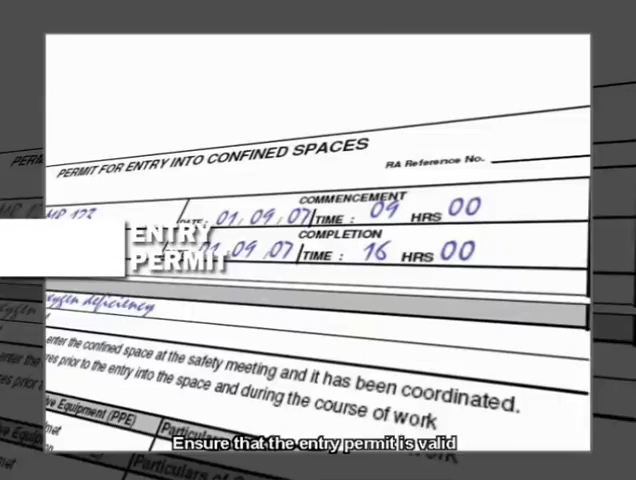 PERMIT FOR ENTRY INTO CONFINED SPACES
RA Reference No.
COMMENCEMENT
DATE : 01, 09, 07 TIME : 09 HRS 00
COMPLETION
01, 09, 07 TIME : 16 HRS 00
ENTRY
PERMIT
oxygen deficiency
enter the confined space at the safety meeting and it has been coordinated.
prior to the entry into the space and during the course of work
Equipment (PPE)
Particulars of
Ensure that the entry permit is valid